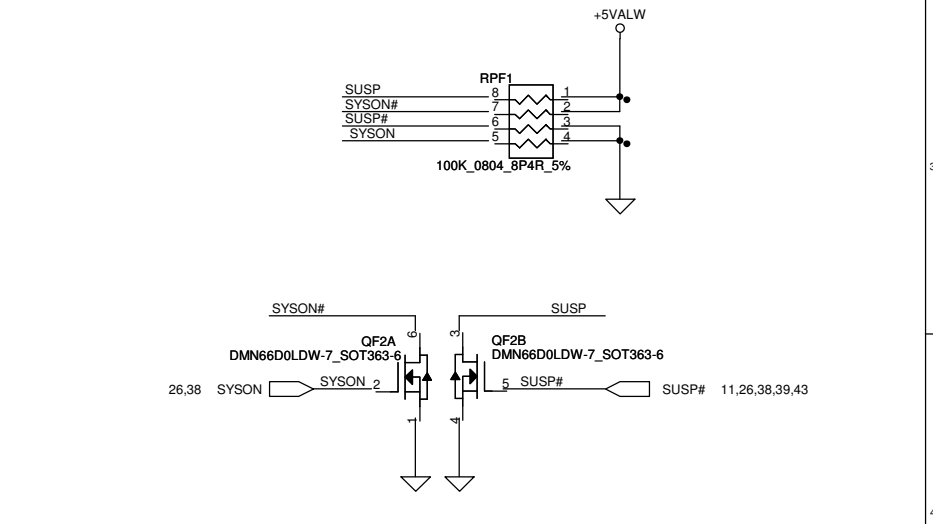 +5VALW
RPF1
SUSP 8 1
SYSON# 7 2
SUSP# 6 3
SYSON 5 4
100K_0804_8P4R_5%
3
SYSON# SUSP
6 3
QF2A QF2B
DMN66D0LDW-7_SOT363-6 DMN66D0LDW-7_SOT363-6
26,38 SYSON SYSON 2 5 SUSP# SUSP# 11,26,38,39,43
1 4
4